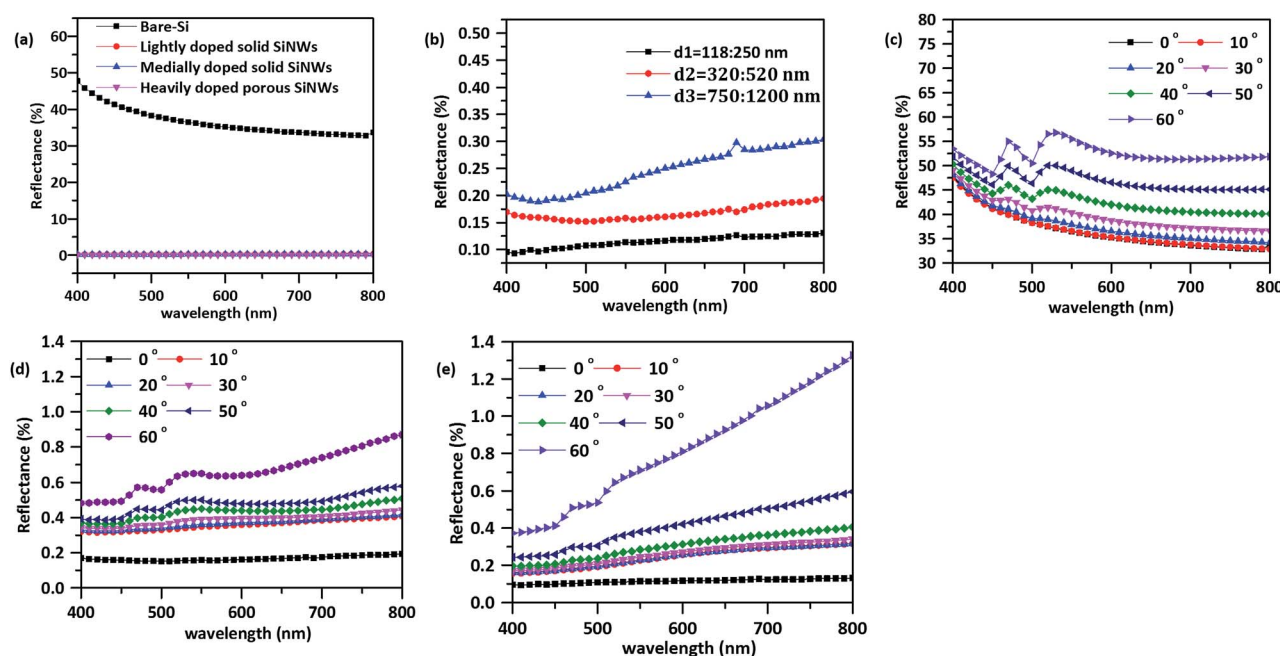 (a)
Bare-Si
Lightly doped solid SiNWs
Medially doped solid SiNWs
Heavily doped porous SiNWs
60
50
40
30
20
10
0
Reflectance (%)
400 500 600 700 800
wavelength (nm)
(b)
d1=118:250 nm
d2=320:520 nm
d3=750:1200 nm
0.50
0.45
0.40
0.35
0.30
0.25
0.20
0.15
0.10
Reflectance (%)
400 500 600 700 800
wavelength (nm)
(c)
0 ° 10 °
20 ° 30 °
40 ° 50 °
60 °
80
75
70
65
60
55
50
45
40
35
30
Reflectance (%)
400 500 600 700 800
wavelength (nm)
(d)
0 ° 10 °
20 ° 30 °
40 ° 50 °
60 °
1.4
1.2
1.0
0.8
0.6
0.4
0.2
0.0
Reflectance (%)
400 500 600 700 800
wavelength (nm)
(e)
0 ° 10 °
20 ° 30 °
40 ° 50 °
60 °
1.4
1.2
1.0
0.8
0.6
0.4
0.2
0.0
Reflectance (%)
400 500 600 700 800
wavelength (nm)